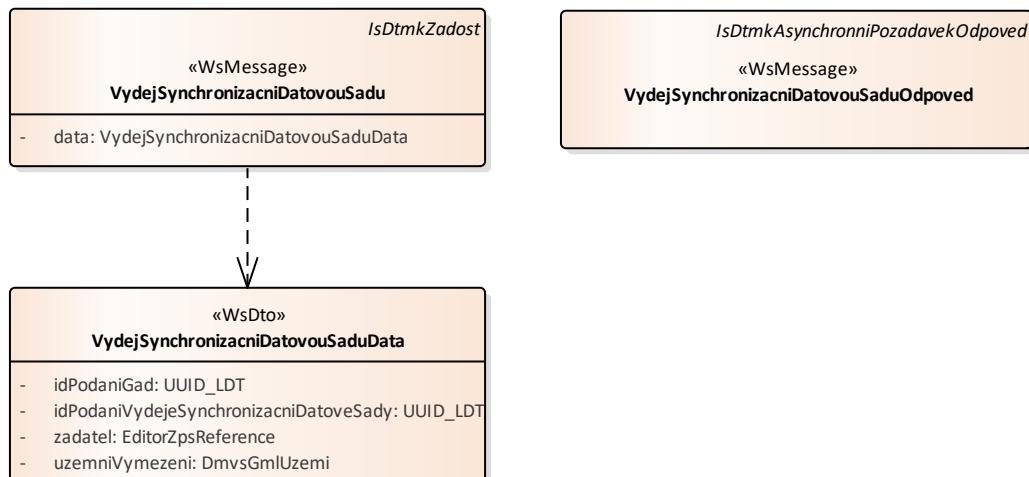 IsDtmkZadost
«WsMessage»
VydejSynchronizacniDatovouSadu
- data: VydejSynchronizacniDatovouSaduData
IsDtmkAsynchronniPozadavekOdpoved
«WsMessage»
VydejSynchronizacniDatovouSaduOdpoved
«WsDto»
VydejSynchronizacniDatovouSaduData
- idPodaniGad: UUID_LDT
- idPodaniVydejeSynchronizacniDatoveSady: UUID_LDT
- zadatel: EditorZpsReference
- uzemniVymezeni: DmvsGmlUzemi